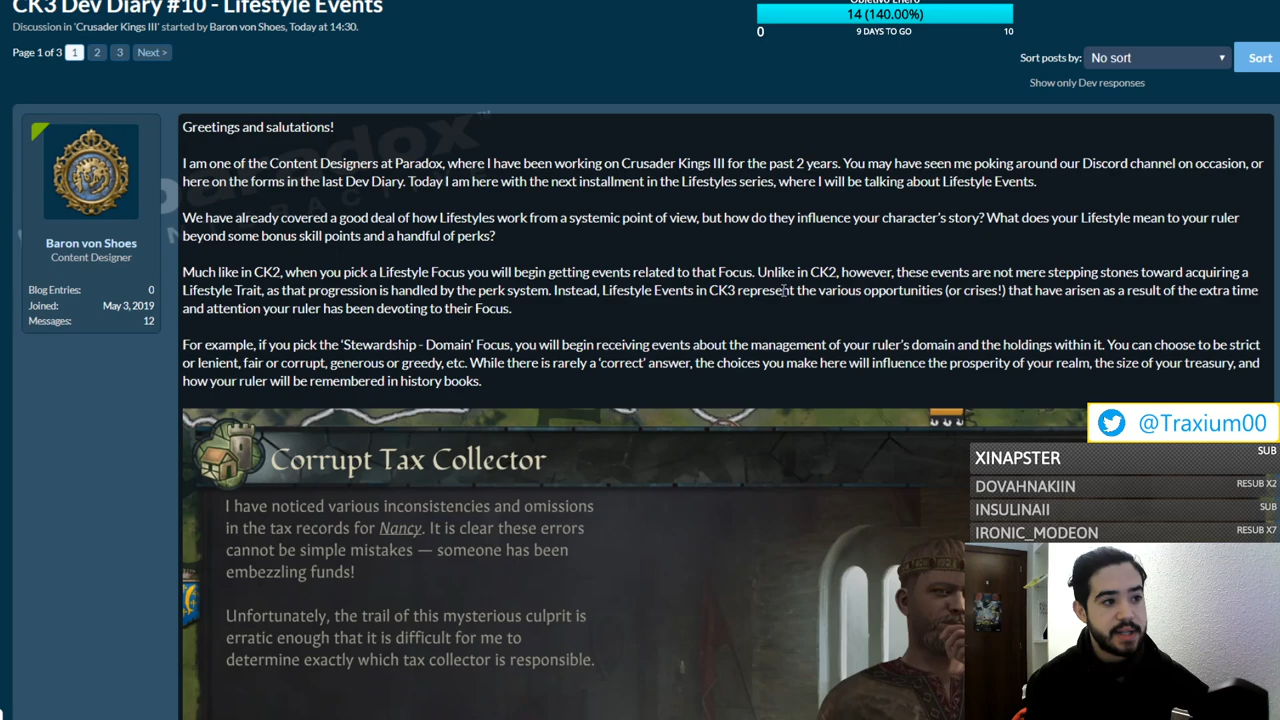 CK3 Dev Diary #10 - Lifestyle Events
Discussion in 'Crusader Kings III' started by Baron von Shoes, Today at 14:30.
Page 1 of 3 1 2 3 Next >
Objetivo Enero
14 (140.00%)
0 9 DAYS TO GO 10
Sort posts by: No sort Sort
Show only Dev responses
Baron von Shoes
Content Designer
Blog Entries: 0
Joined: May 3, 2019
Messages: 12
Greetings and salutations!
I am one of the Content Designers at Paradox, where I have been working on Crusader Kings III for the past 2 years. You may have seen me poking around our Discord channel on occasion, or
here on the forms in the last Dev Diary. Today I am here with the next installment in the Lifestyles series, where I will be talking about Lifestyle Events.
We have already covered a good deal of how Lifestyles work from a systemic point of view, but how do they influence your character's story? What does your Lifestyle mean to your ruler
beyond some bonus skill points and a handful of perks?
Much like in CK2, when you pick a Lifestyle Focus you will begin getting events related to that Focus. Unlike in CK2, however, these events are not mere stepping stones toward acquiring a
Lifestyle Trait, as that progression is handled by the perk system. Instead, Lifestyle Events in CK3 represent the various opportunities (or crises!) that have arisen as a result of the extra time
and attention your ruler has been devoting to their Focus.
For example, if you pick the 'Stewardship - Domain' Focus, you will begin receiving events about the management of your ruler's domain and the holdings within it. You can choose to be strict
or lenient, fair or corrupt, generous or greedy, etc. While there is rarely a 'correct' answer, the choices you make here will influence the prosperity of your realm, the size of your treasury, and
how your ruler will be remembered in history books.
Corrupt Tax Collector
I have noticed various inconsistencies and omissions
in the tax records for Nancy. It is clear these errors
cannot be simple mistakes — someone has been
embezzling funds!
Unfortunately, the trail of this mysterious culprit is
erratic enough that it is difficult for me to
determine exactly which tax collector is responsible.
@Traxium00
XINAPSTER SUB
DOVAHNAKIIN RESUB X2
INSULINAII SUB
IRONIC_MODEON RESUB X7